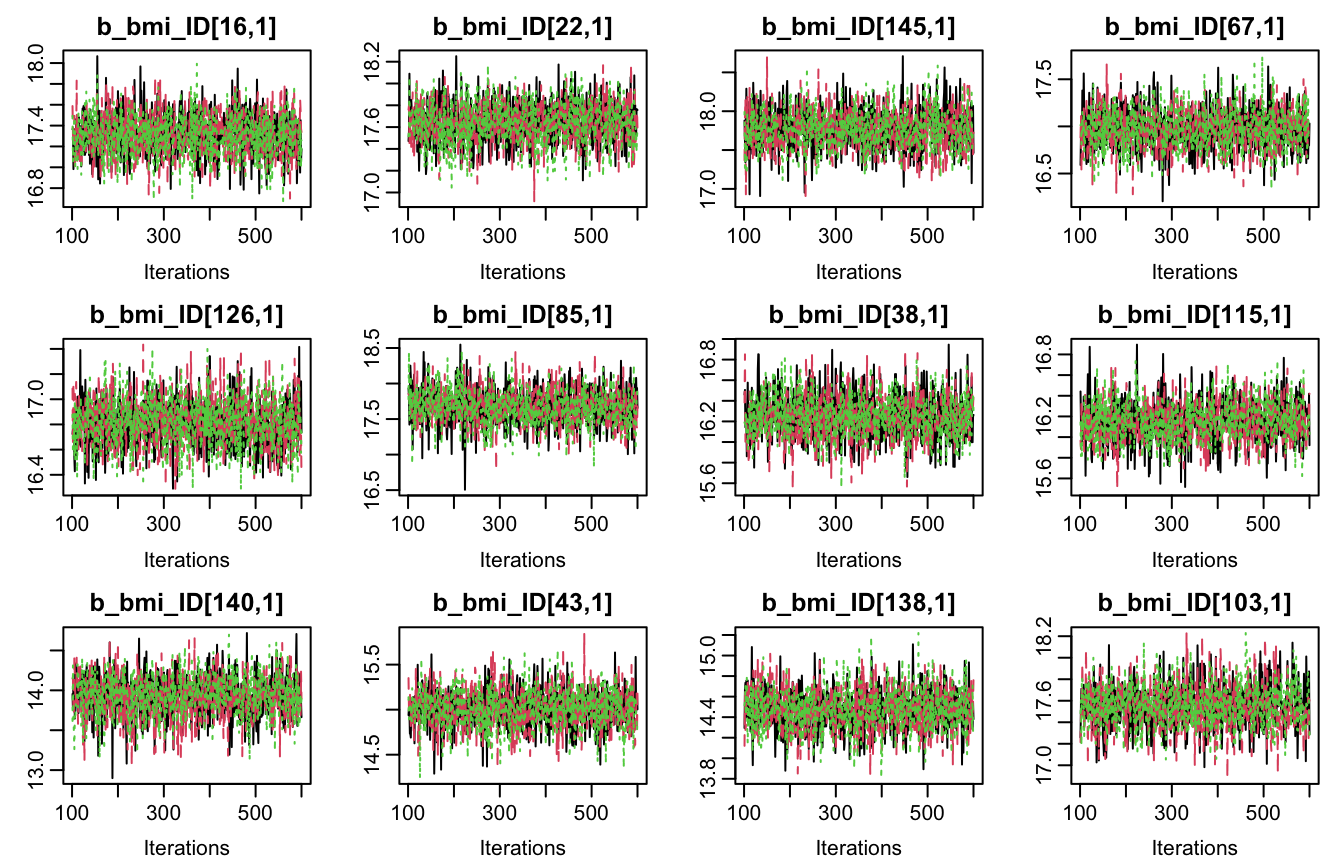 b_bmi_ID[16,1] b_bmi_ID[22,1] b_bmi_ID[145,1] b_bmi_ID[67,1]
16.8 17.4 18.0 17.0 17.6 18.2 17.0 18.0 16.5 17.5
100 300 500 100 300 500 100 300 500 100 300 500
Iterations Iterations Iterations Iterations
b_bmi_ID[126,1] b_bmi_ID[85,1] b_bmi_ID[38,1] b_bmi_ID[115,1]
16.4 17.0 16.5 17.5 18.5 15.6 16.2 16.8 15.6 16.2 16.8
100 300 500 100 300 500 100 300 500 100 300 500
Iterations Iterations Iterations Iterations
b_bmi_ID[140,1] b_bmi_ID[43,1] b_bmi_ID[138,1] b_bmi_ID[103,1]
13.0 14.0 14.5 15.5 13.8 14.4 15.0 17.0 17.6 18.2
100 300 500 100 300 500 100 300 500 100 300 500
Iterations Iterations Iterations Iterations